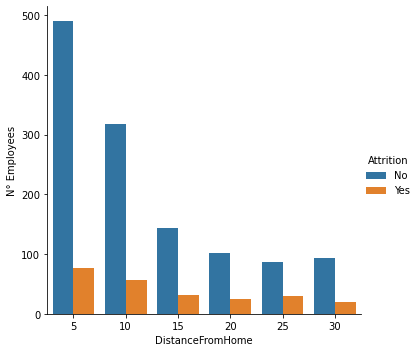 500
400
300
200
100
0
N° Employees
5 10 15 20 25 30
DistanceFromHome
Attrition
No
Yes